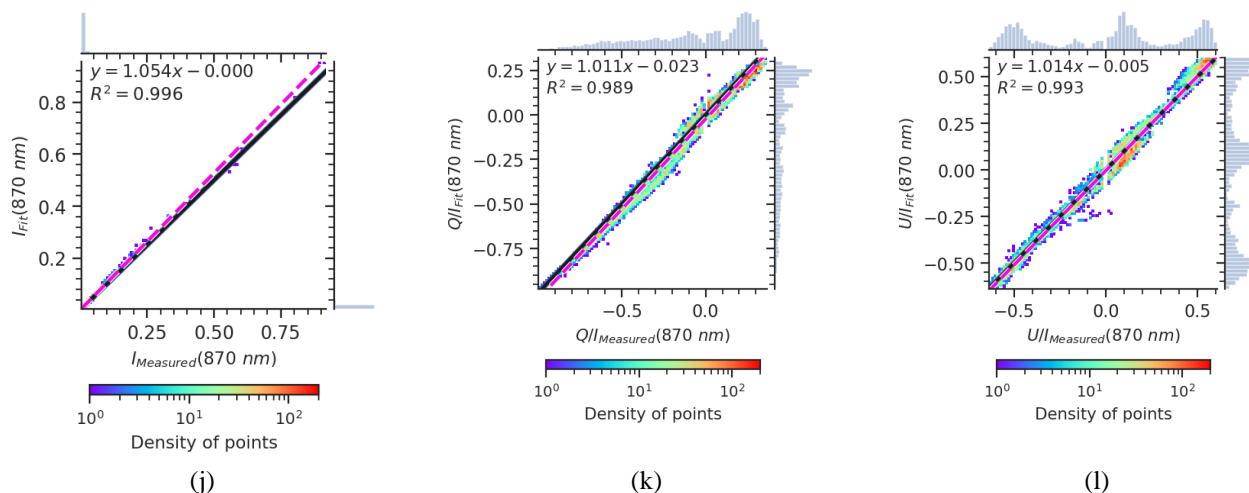 y = 1.054x − 0.000
R² = 0.996
0.8
0.6
0.4
0.2
I_Fit(870 nm)
0.25 0.50 0.75
I_Measured(870 nm)
10⁰ 10¹ 10²
Density of points
(j)
y = 1.011x − 0.023
R² = 0.989
0.25
0.00
−0.25
−0.50
−0.75
Q/I_Fit(870 nm)
−0.5 0.0
Q/I_Measured(870 nm)
10⁰ 10¹ 10²
Density of points
(k)
y = 1.014x − 0.005
R² = 0.993
0.50
0.25
0.00
−0.25
−0.50
U/I_Fit(870 nm)
−0.5 0.0 0.5
U/I_Measured(870 nm)
10⁰ 10¹ 10²
Density of points
(l)